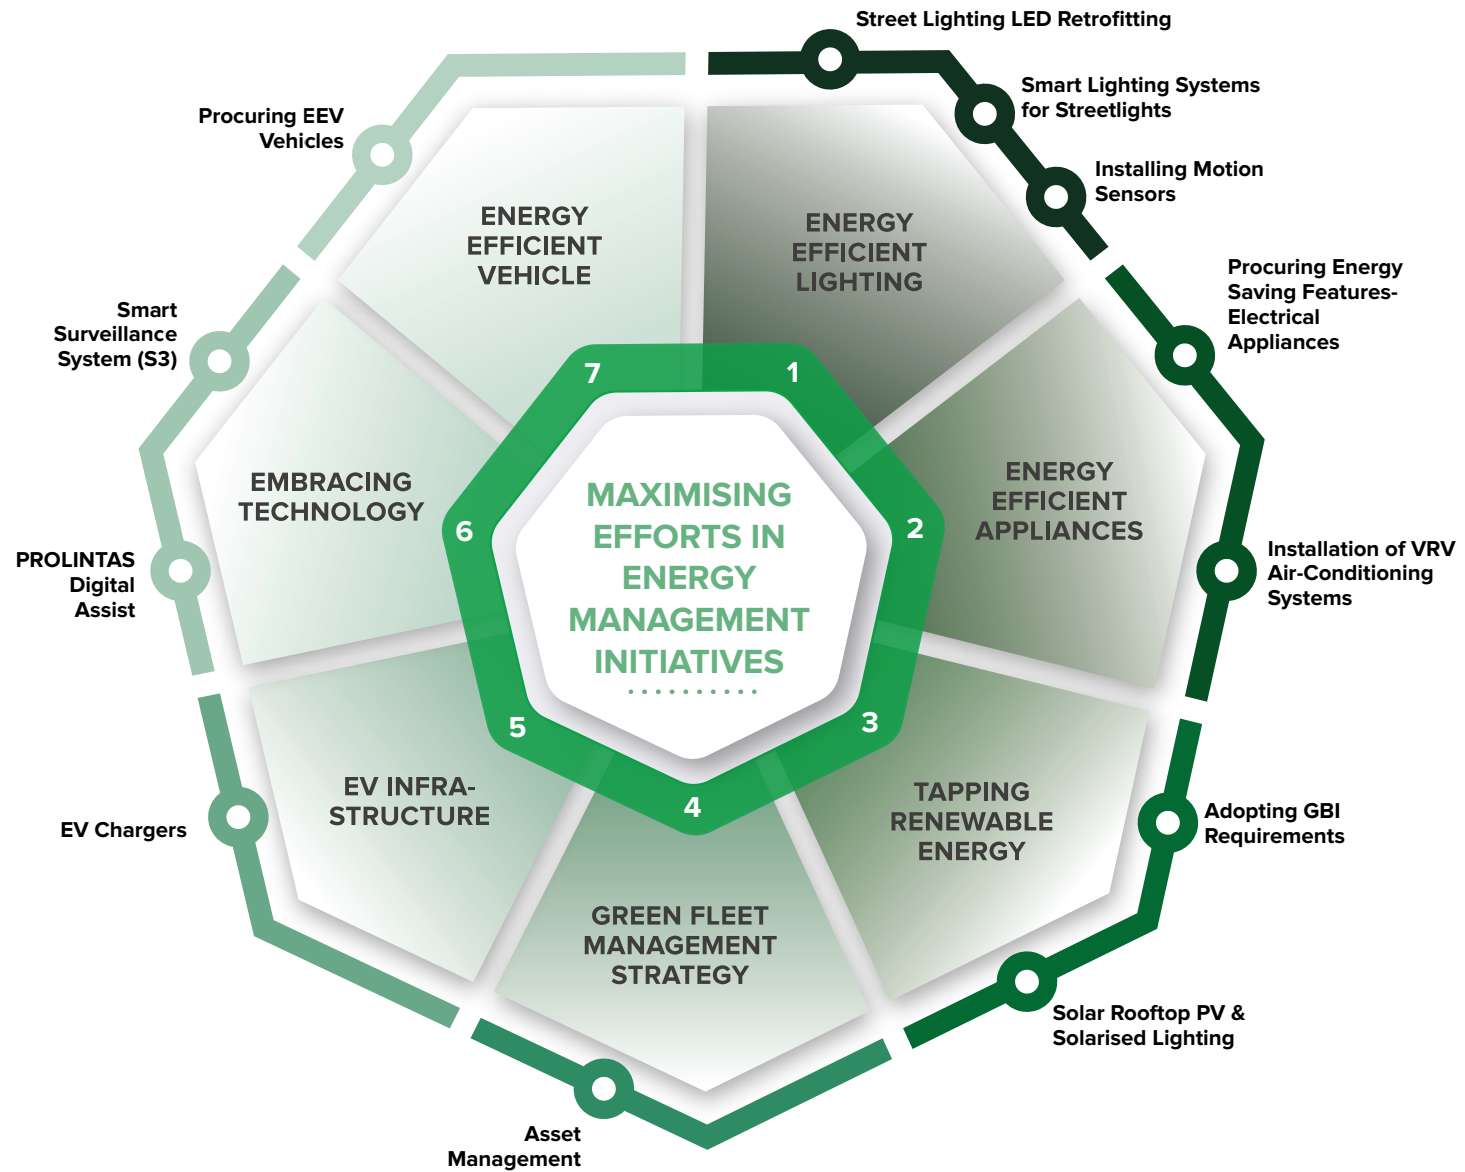 Street Lighting LED Retrofitting
Smart Lighting Systems
for Streetlights
Installing Motion
Sensors
Procuring Energy
Saving Features-
Electrical
Appliances
Installation of VRV
Air-Conditioning
Systems
Adopting GBI
Requirements
Solar Rooftop PV &
Solarised Lighting
Asset
Management
EV Chargers
PROLINTAS
Digital
Assist
Smart
Surveillance
System (S3)
Procuring EEV
Vehicles
ENERGY
EFFICIENT
LIGHTING
ENERGY
EFFICIENT
APPLIANCES
TAPPING
RENEWABLE
ENERGY
GREEN FLEET
MANAGEMENT
STRATEGY
EV INFRA-
STRUCTURE
EMBRACING
TECHNOLOGY
ENERGY
EFFICIENT
VEHICLE
1
2
3
4
5
6
7
MAXIMISING
EFFORTS IN
ENERGY
MANAGEMENT
INITIATIVES